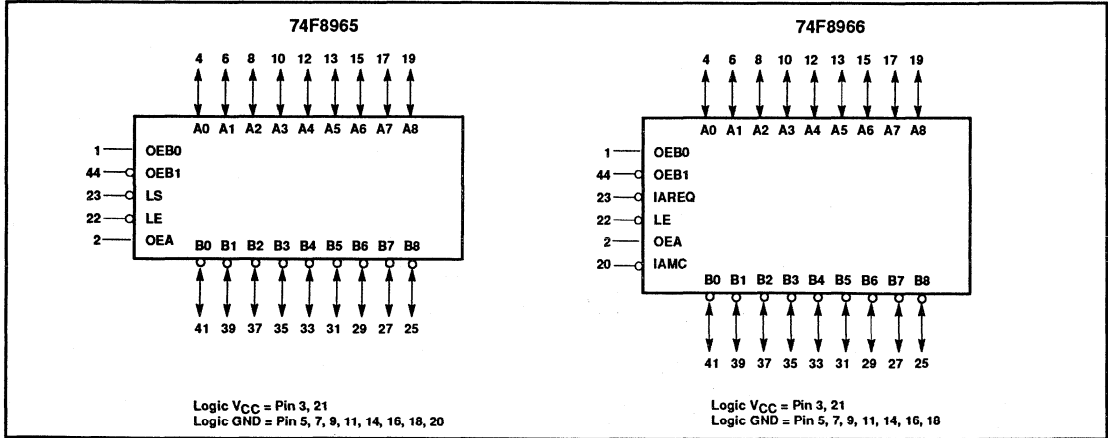 74F8965
4 6 8 10 12 13 15 17 19
A0 A1 A2 A3 A4 A5 A6 A7 A8
1 OEB0
44 OEB1
23 LS
22 LE
2 OEA
B0 B1 B2 B3 B4 B5 B6 B7 B8
41 39 37 35 33 31 29 27 25
Logic VCC = Pin 3, 21
Logic GND = Pin 5, 7, 9, 11, 14, 16, 18, 20
74F8966
4 6 8 10 12 13 15 17 19
A0 A1 A2 A3 A4 A5 A6 A7 A8
1 OEB0
44 OEB1
23 IAREQ
22 LE
2 OEA
20 IAMC
B0 B1 B2 B3 B4 B5 B6 B7 B8
41 39 37 35 33 31 29 27 25
Logic VCC = Pin 3, 21
Logic GND = Pin 5, 7, 9, 11, 14, 16, 18